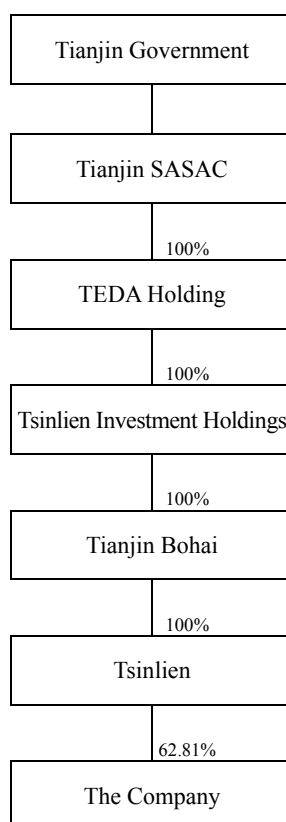 Tianjin Government
Tianjin SASAC
100%
TEDA Holding
100%
Tsinlien Investment Holdings
100%
Tianjin Bohai
100%
Tsinlien
62.81%
The Company